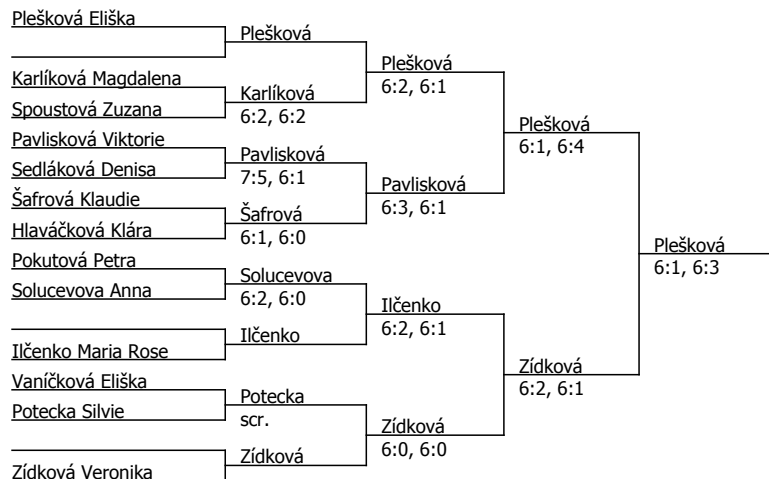 Plešková Eliška
Karlíková Magdalena
Spoustová Zuzana
Pavlisková Viktorie
Sedláková Denisa
Šafrová Klaudie
Hlaváčková Klára
Pokutová Petra
Solucevova Anna
Ilčenko Maria Rose
Vaníčková Eliška
Potecka Silvie
Zídková Veronika
Plešková
Karlíková
6:2, 6:2
Pavlisková
7:5, 6:1
Šafrová
6:1, 6:0
Solucevova
6:2, 6:0
Ilčenko
Potecka
scr.
Zídková
Plešková
6:2, 6:1
Pavlisková
6:3, 6:1
Ilčenko
6:2, 6:1
Zídková
6:0, 6:0
Plešková
6:1, 6:4
Zídková
6:2, 6:1
Plešková
6:1, 6:3